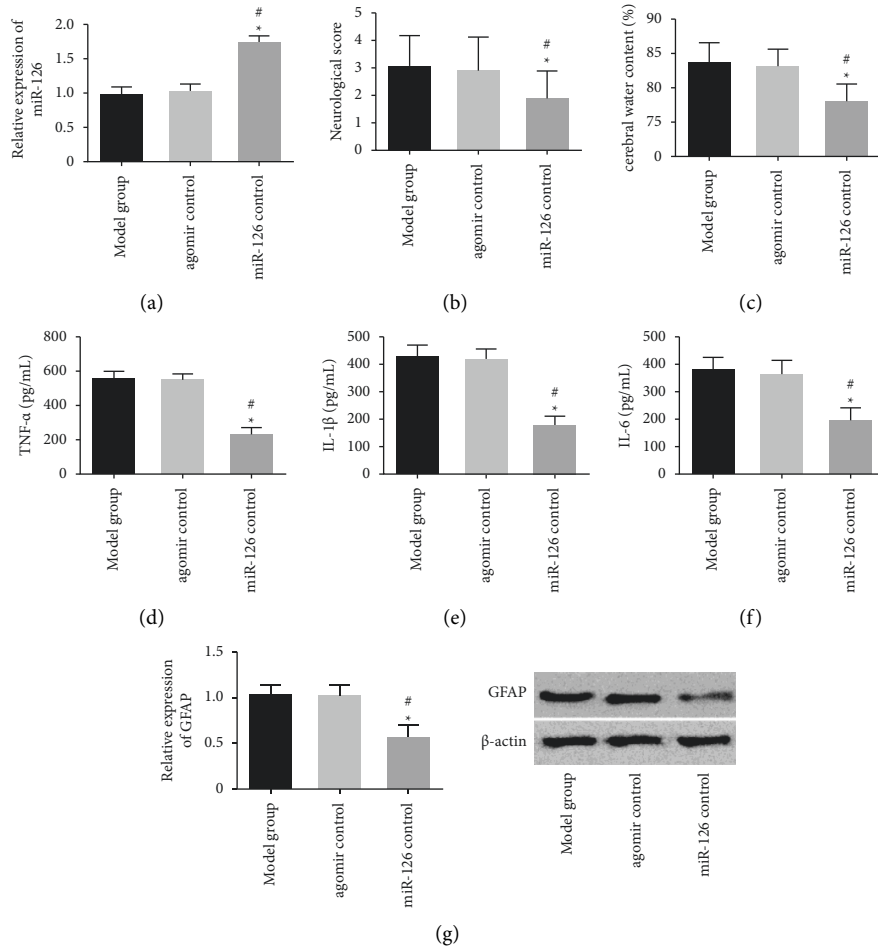 Relative expression of
miR-126
2.0
1.5
1.0
0.5
0
#
*
Model group
agomir control
miR-126 control
(a)
Neurological score
5
4
3
2
1
0
#
*
Model group
agomir control
miR-126 control
(b)
cerebral water content (%)
90
85
83
75
60
#
*
Model group
agomir control
miR-126 control
(c)
TNF-α (pg/mL)
800
600
400
200
0
#
*
Model group
agomir control
miR-126 control
(d)
IL-1β (pg/mL)
500
400
300
200
100
0
#
*
Model group
agomir control
miR-126 control
(e)
IL-6 (pg/mL)
500
400
300
200
100
0
#
*
Model group
agomir control
miR-126 control
(f)
Relative expression
of GFAP
1.5
1.0
0.5
0
#
*
Model group
agomir control
miR-126 control
GFAP
β-actin
Model group
agomir control
miR-126 control
(g)